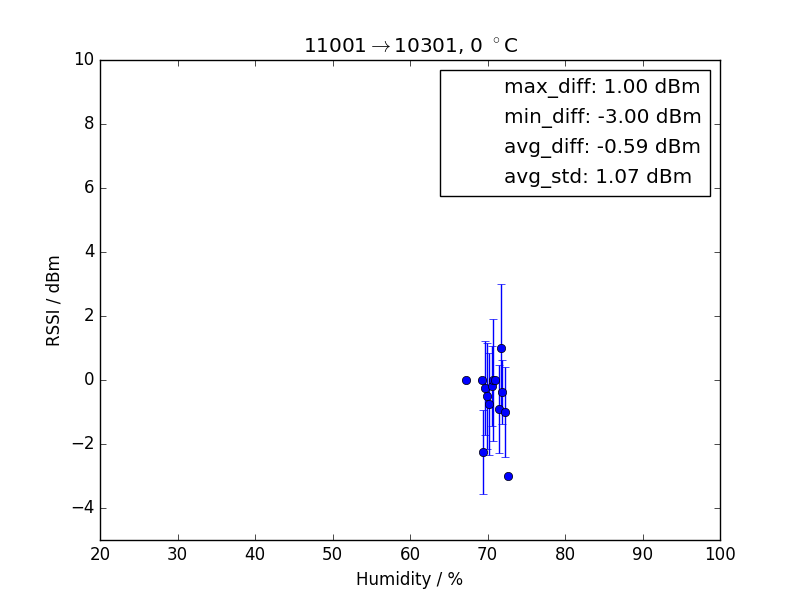 11001→10301, 0 °C
max_diff: 1.00 dBm
min_diff: -3.00 dBm
avg_diff: -0.59 dBm
avg_std: 1.07 dBm
10
8
6
4
2
0
−2
−4
RSSI / dBm
20 30 40 50 60 70 80 90 100
Humidity / %